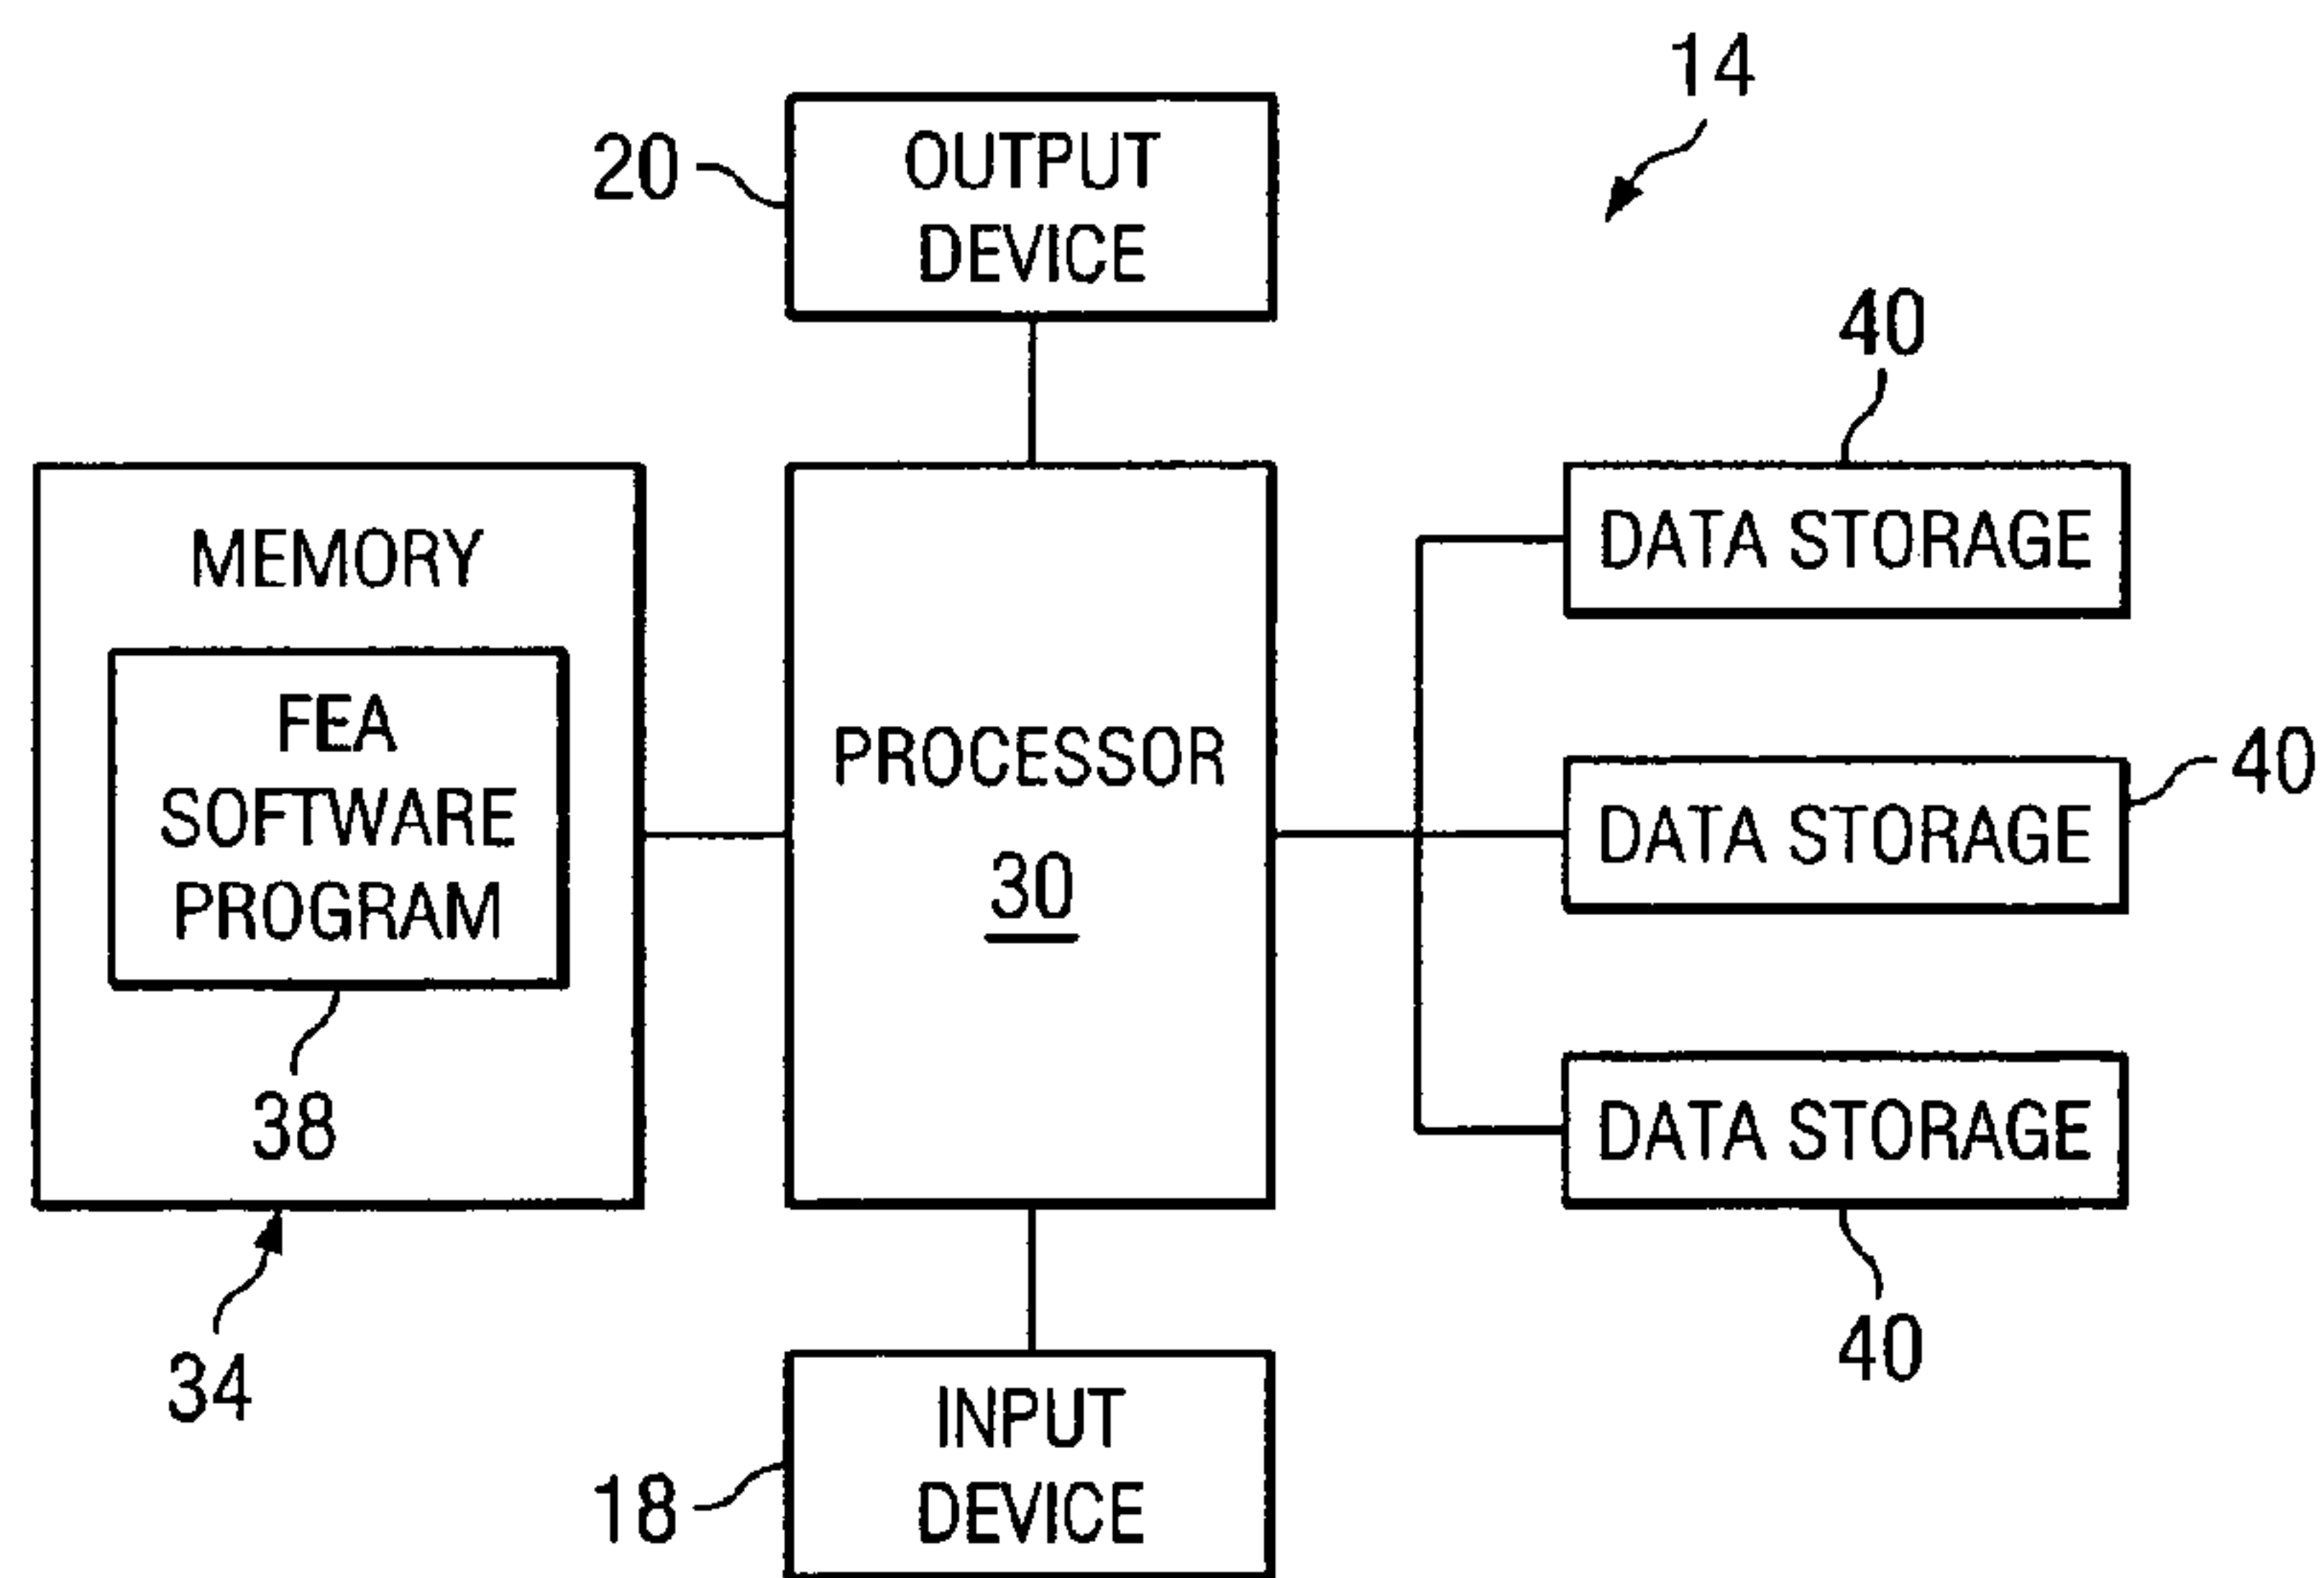 14
20
OUTPUT
DEVICE
40
MEMORY
DATA STORAGE
FEA
SOFTWARE
PROGRAM
PROCESSOR
30
DATA STORAGE
40
38
DATA STORAGE
34
40
INPUT
DEVICE
18